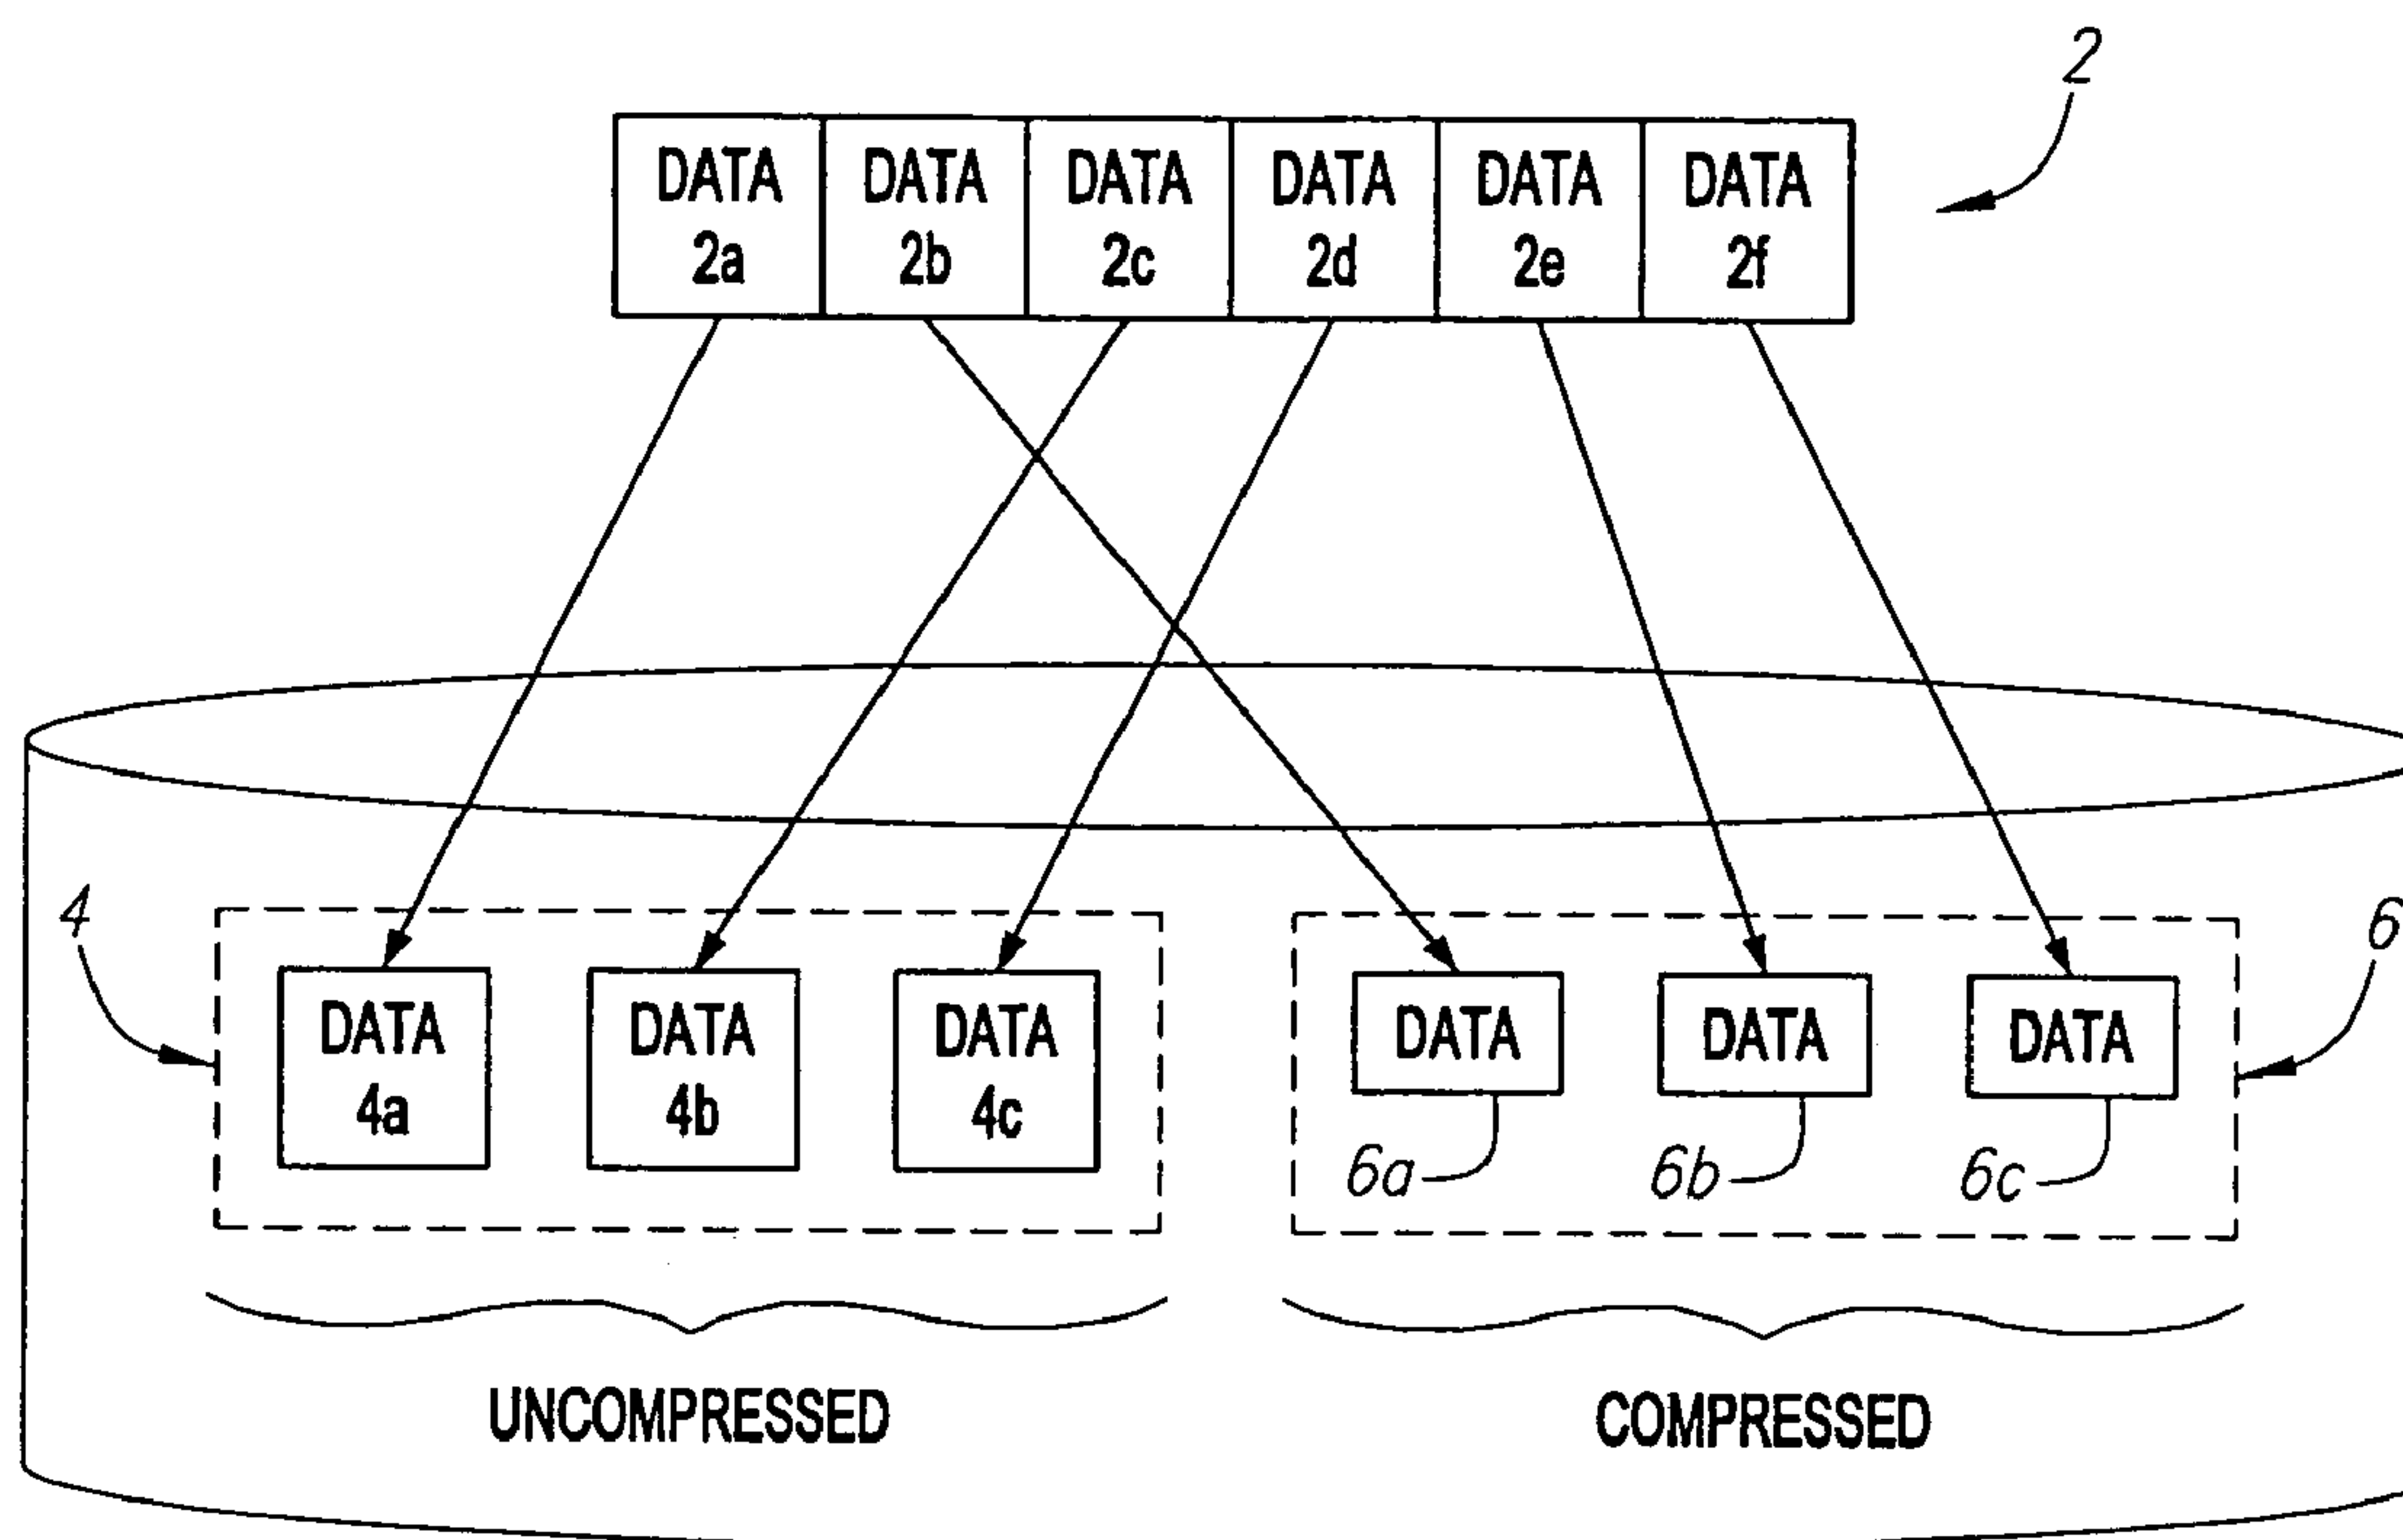 2
DATA DATA DATA DATA DATA DATA
2a 2b 2c 2d 2e 2f
4
6
DATA DATA DATA DATA DATA DATA
4a 4b 4c
6a 6b 6c
UNCOMPRESSED
COMPRESSED